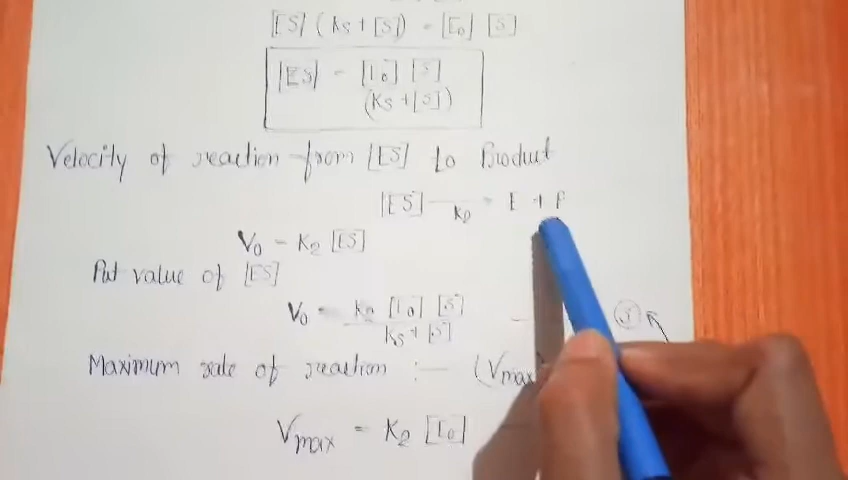 [ES] (Ks + [S]) = [E₀] [S]
[ES] = [E₀] [S]
(Ks + [S])
Velocity of reaction from [ES] to Product
[ES] K₂ → E + P
V₀ = K₂ [ES]
Put value of [ES]
V₀ = K₂ [E₀] [S]
Ks + [S]
5
Maximum rate of reaction :— (Vmax)
Vmax = K₂ [E₀]